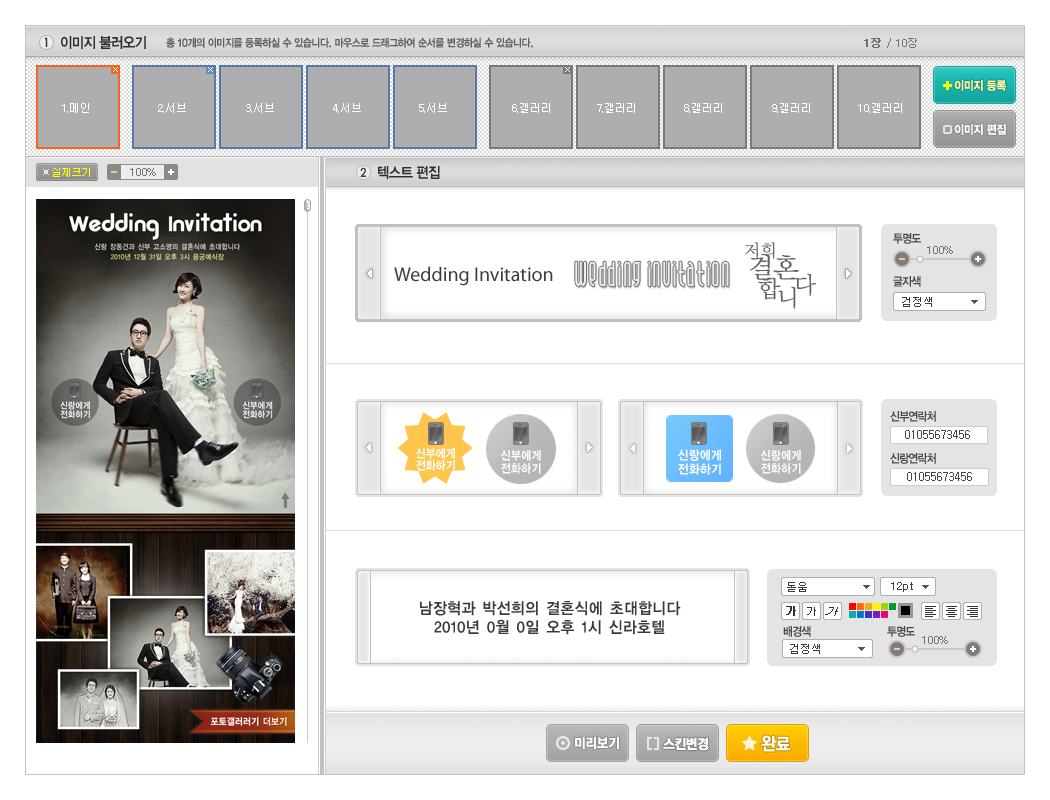 ① 이미지 불러오기 총 10개의 이미지를 등록하실 수 있습니다. 마우스로 드래그하여 순서를 변경하실 수 있습니다. 1장 / 10장
1.메인 2.서브 3.서브 4.서브 5.서브 6.갤러리 7.갤러리 8.갤러리 9.갤러리 10.갤러리
이미지 등록
이미지 편집
실제크기 100%
② 텍스트 편집
Wedding Invitation
신랑 장동건과 신부 고소영의 결혼식에 초대합니다
2010년 12월 31일 오후 3시 용궁예식장
신랑에게
전화하기
신부에게
전화하기
포토갤러러기 더보기
Wedding Invitation
wedding invitation
저희
결혼
합니다
투명도
100%
글자색
검정색
신부에게
전화하기
신부에게
전화하기
신랑에게
전화하기
신랑에게
전화하기
신부연락처
01055673456
신랑연락처
01055673456
남장혁과 박선희의 결혼식에 초대합니다
2010년 0월 0일 오후 1시 신라호텔
돋움 12pt
가 가 가
배경색 투명도
검정색 100%
미리보기 스킨변경 완료